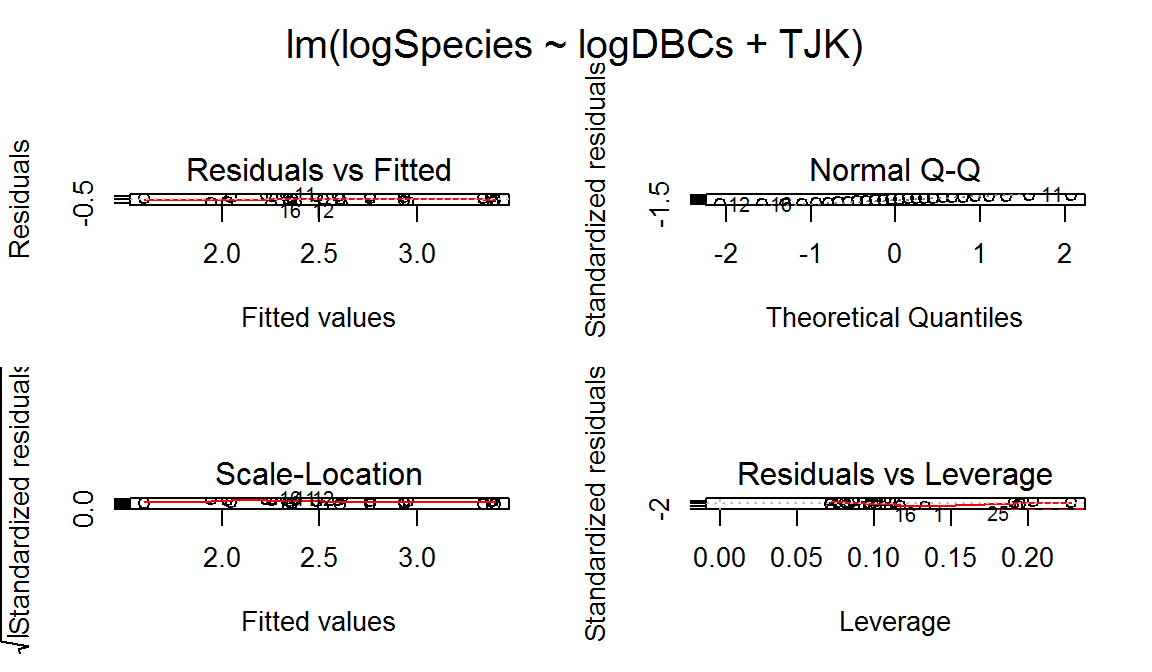 lm(logSpecies ~ logDBCs + TJK)
Residuals vs Fitted
Residuals
-0.5
11
16
12
2.0 2.5 3.0
Fitted values
Normal Q-Q
Standardized residuals
-1.5
12
16
11
-2 -1 0 1 2
Theoretical Quantiles
Scale-Location
√|Standardized residuals
0.0
16
11
12
2.0 2.5 3.0
Fitted values
Residuals vs Leverage
Standardized residuals
-2
16
1
25
0.00 0.05 0.10 0.15 0.20
Leverage